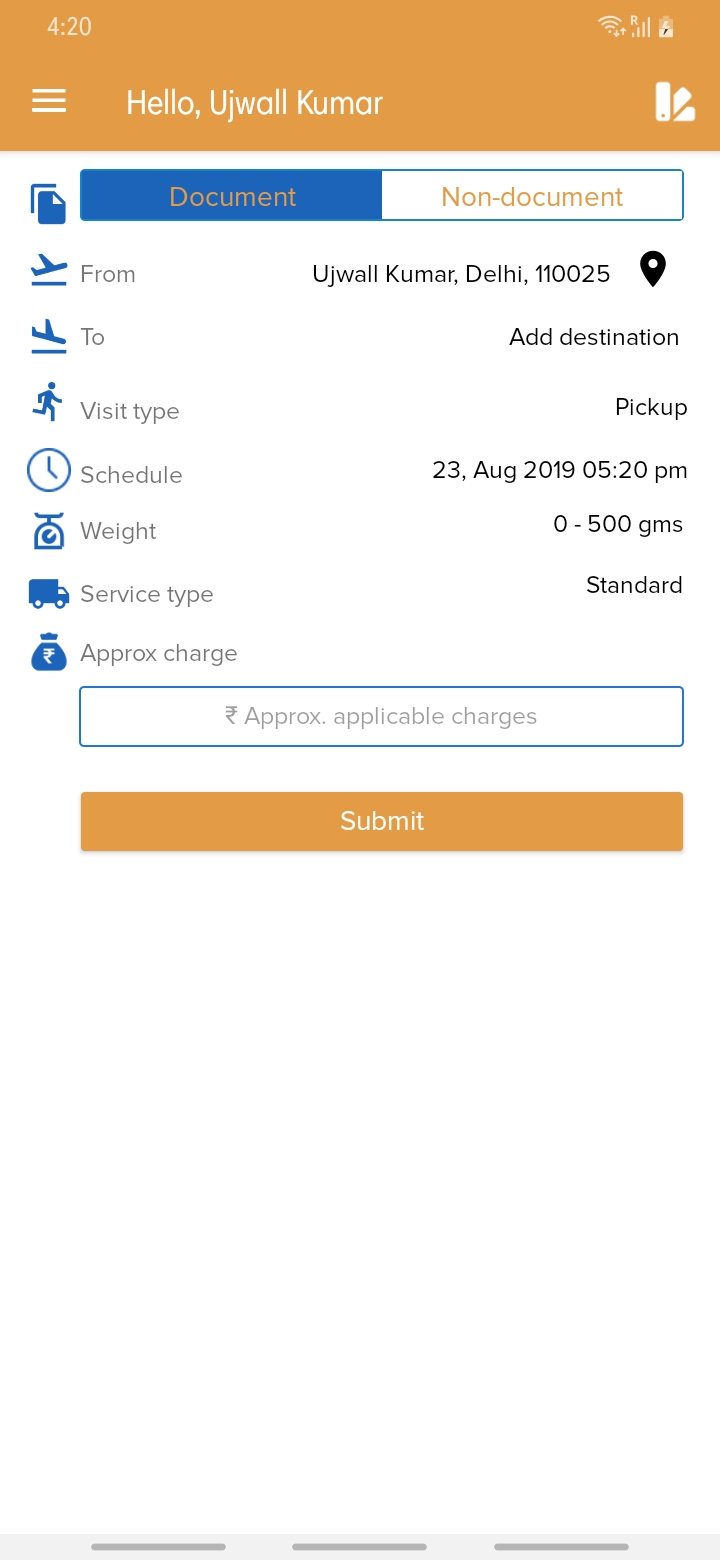 4:20
R
Hello, Ujwall Kumar
Document Non-document
From Ujwall Kumar, Delhi, 110025
To Add destination
Visit type Pickup
Schedule 23, Aug 2019 05:20 pm
Weight 0 - 500 gms
Service type Standard
₹ Approx charge
₹ Approx. applicable charges
Submit